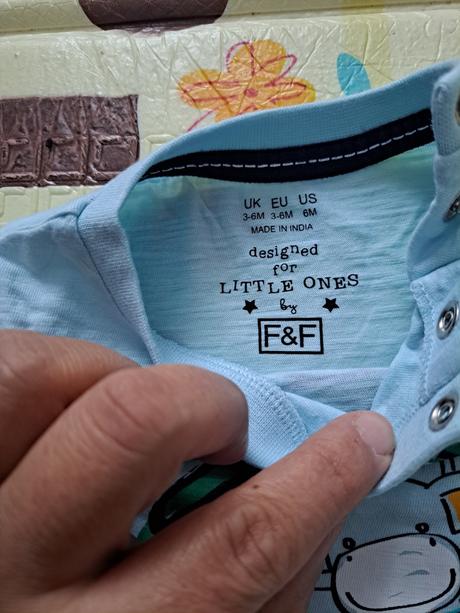 UK EU US
3-6M 3-6M 6M
MADE IN INDIA
designed
for
LITTLE ONES
by
F&F